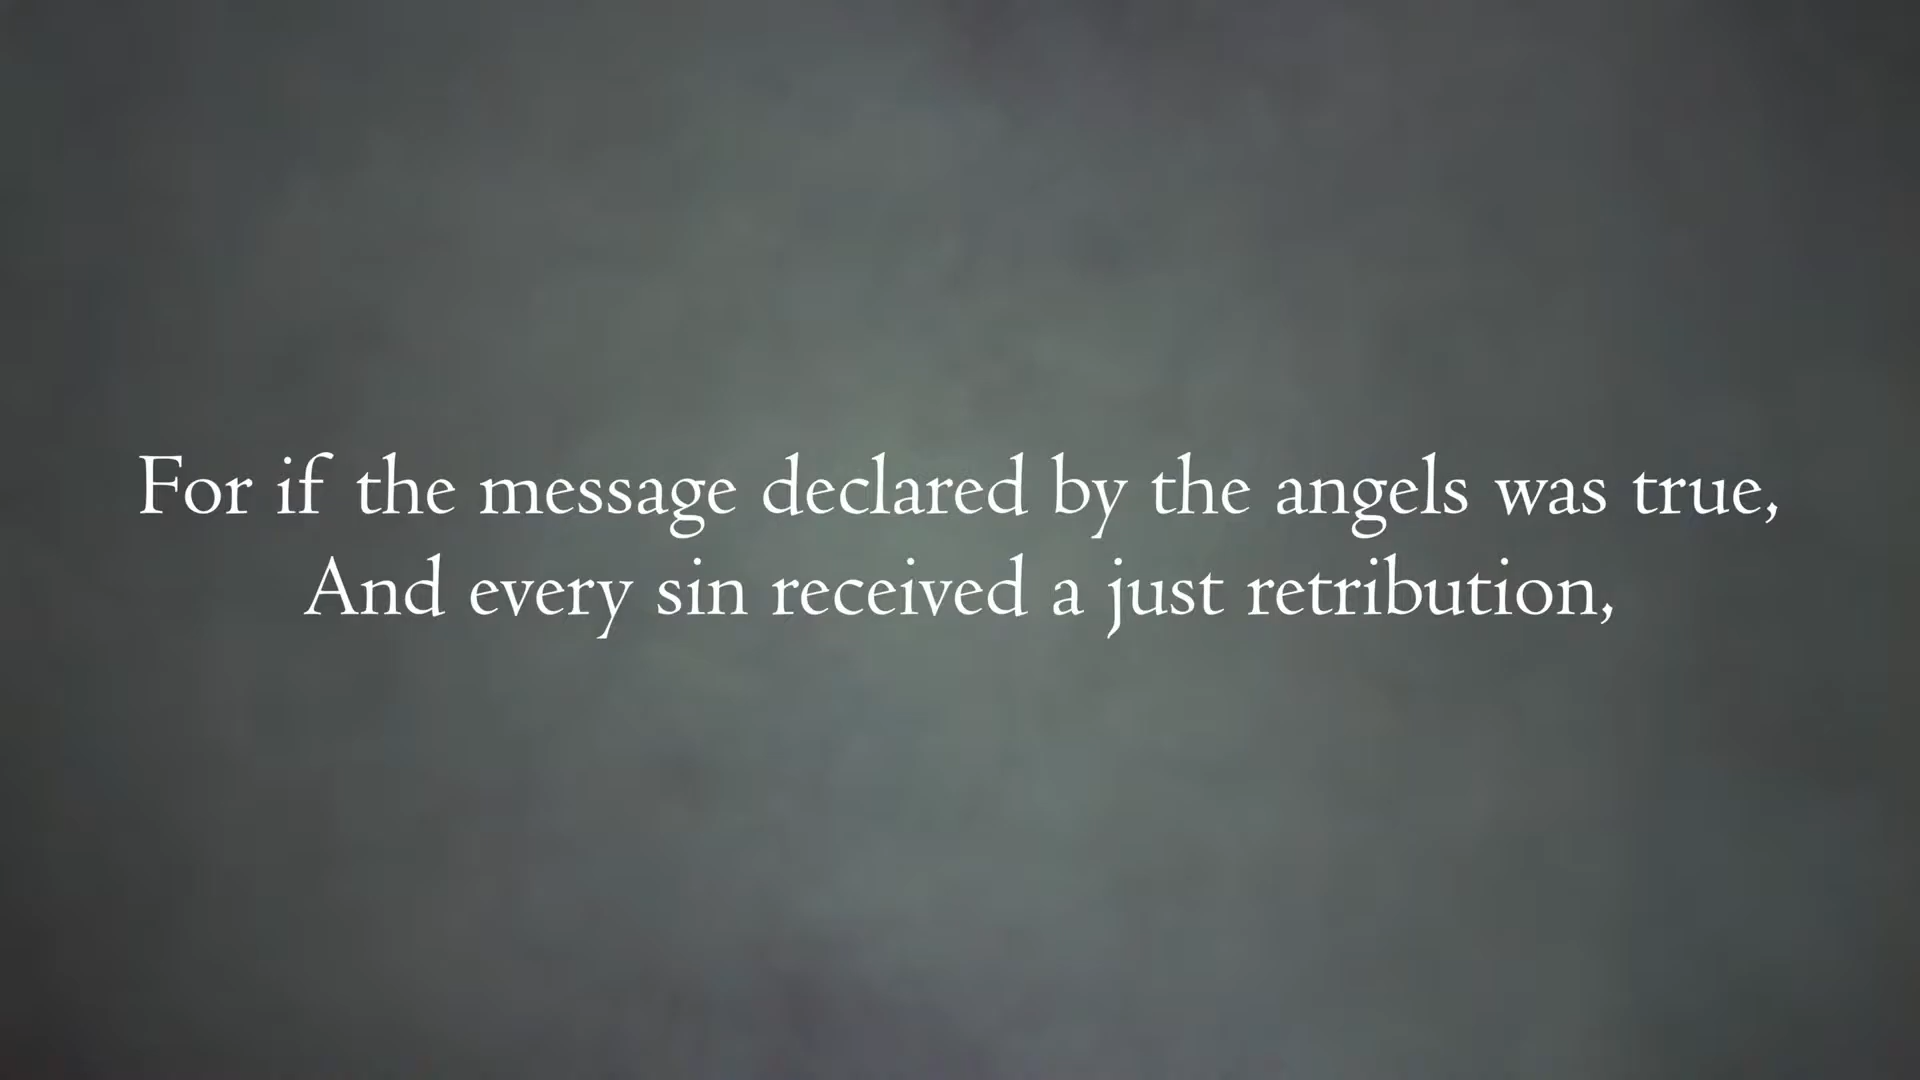 For if the message declared by the angels was true,
And every sin received a just retribution,